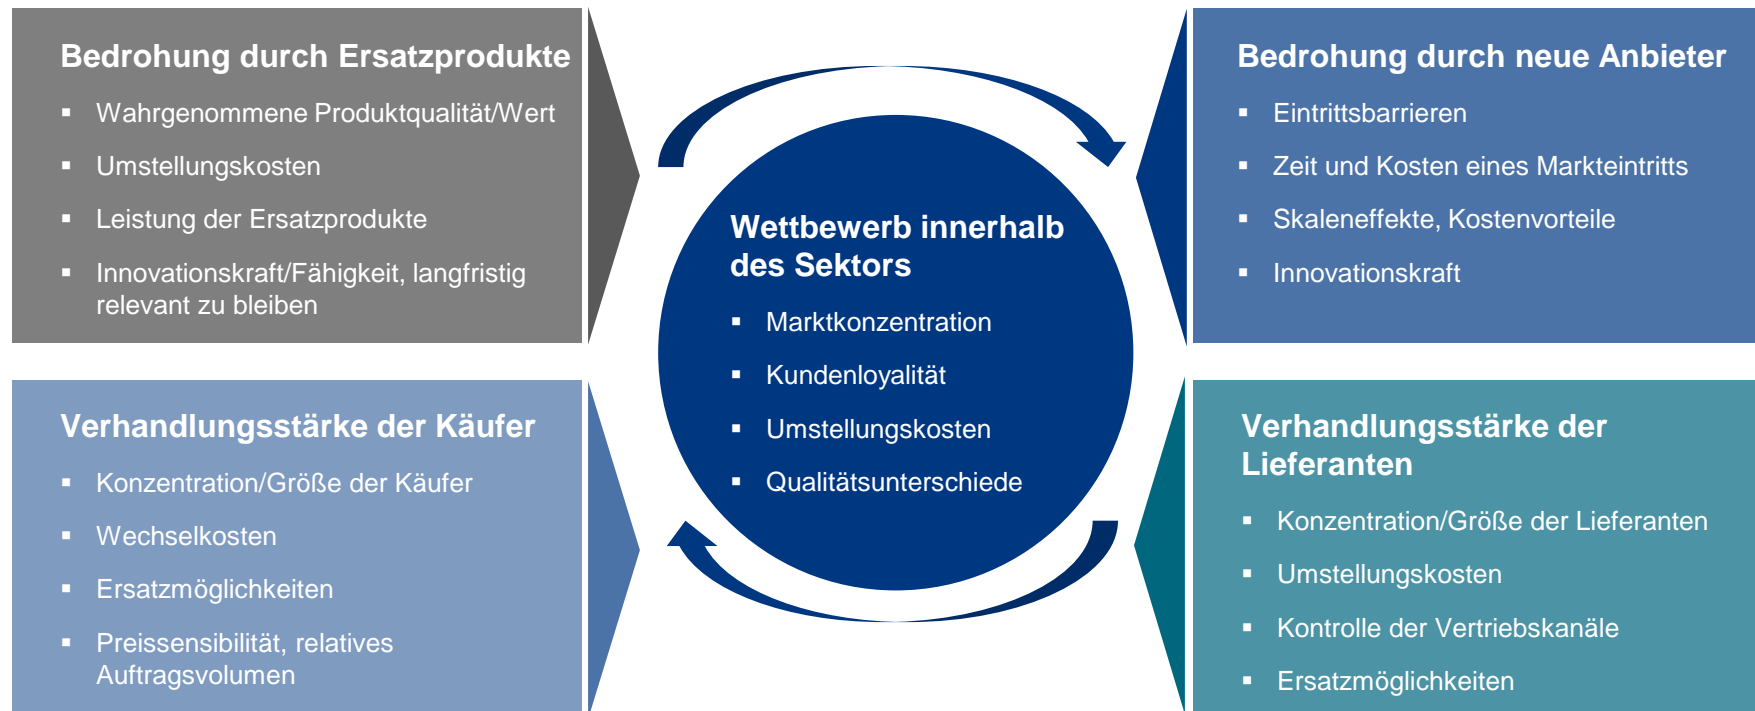 Bedrohung durch Ersatzprodukte
▪ Wahrgenommene Produktqualität/Wert
▪ Umstellungskosten
▪ Leistung der Ersatzprodukte
▪ Innovationskraft/Fähigkeit, langfristig
relevant zu bleiben
Bedrohung durch neue Anbieter
▪ Eintrittsbarrieren
▪ Zeit und Kosten eines Markteintritts
▪ Skaleneffekte, Kostenvorteile
▪ Innovationskraft
Wettbewerb innerhalb
des Sektors
▪ Marktkonzentration
▪ Kundenloyalität
▪ Umstellungskosten
▪ Qualitätsunterschiede
Verhandlungsstärke der Käufer
▪ Konzentration/Größe der Käufer
▪ Wechselkosten
▪ Ersatzmöglichkeiten
▪ Preissensibilität, relatives
Auftragsvolumen
Verhandlungsstärke der
Lieferanten
▪ Konzentration/Größe der Lieferanten
▪ Umstellungskosten
▪ Kontrolle der Vertriebskanäle
▪ Ersatzmöglichkeiten